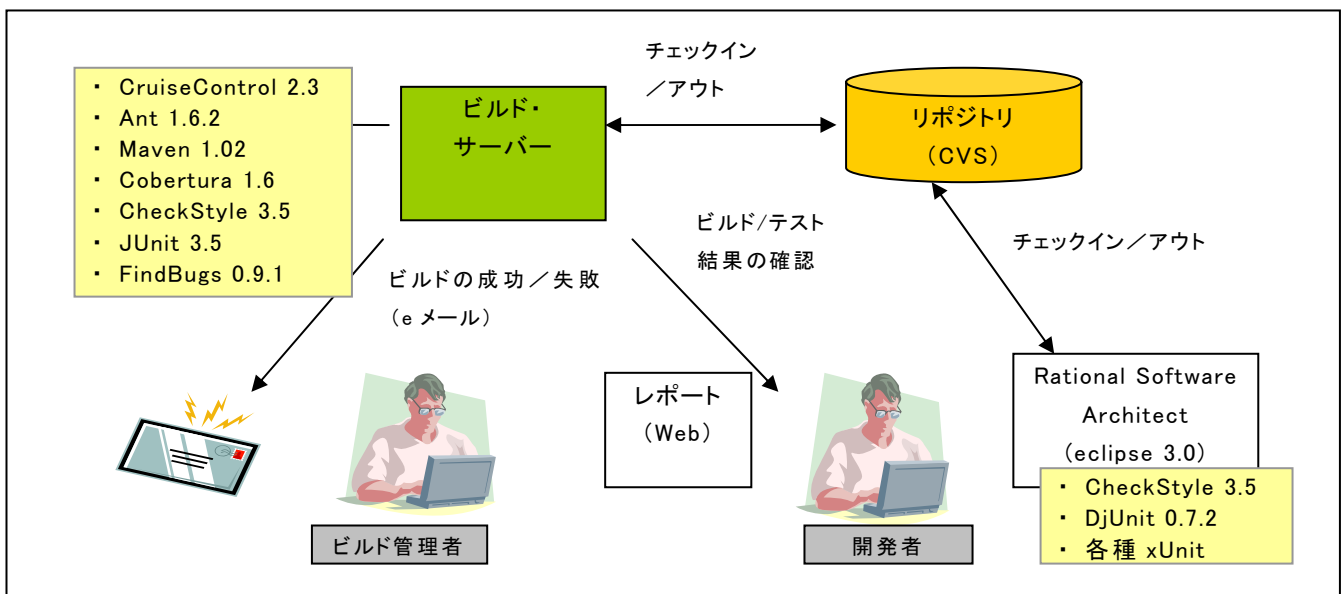 ・ CruiseControl 2.3
・ Ant 1.6.2
・ Maven 1.02
・ Cobertura 1.6
・ CheckStyle 3.5
・ JUnit 3.5
・ FindBugs 0.9.1
ビルド・
サーバー
チェックイン
／アウト
リポジトリ
（CVS）
ビルドの成功／失敗
（e メール）
ビルド/テスト
結果の確認
チェックイン／アウト
レポート
（Web）
Rational Software
Architect
(eclipse 3.0)
・ CheckStyle 3.5
・ DjUnit 0.7.2
・ 各種 xUnit
ビルド管理者
開発者